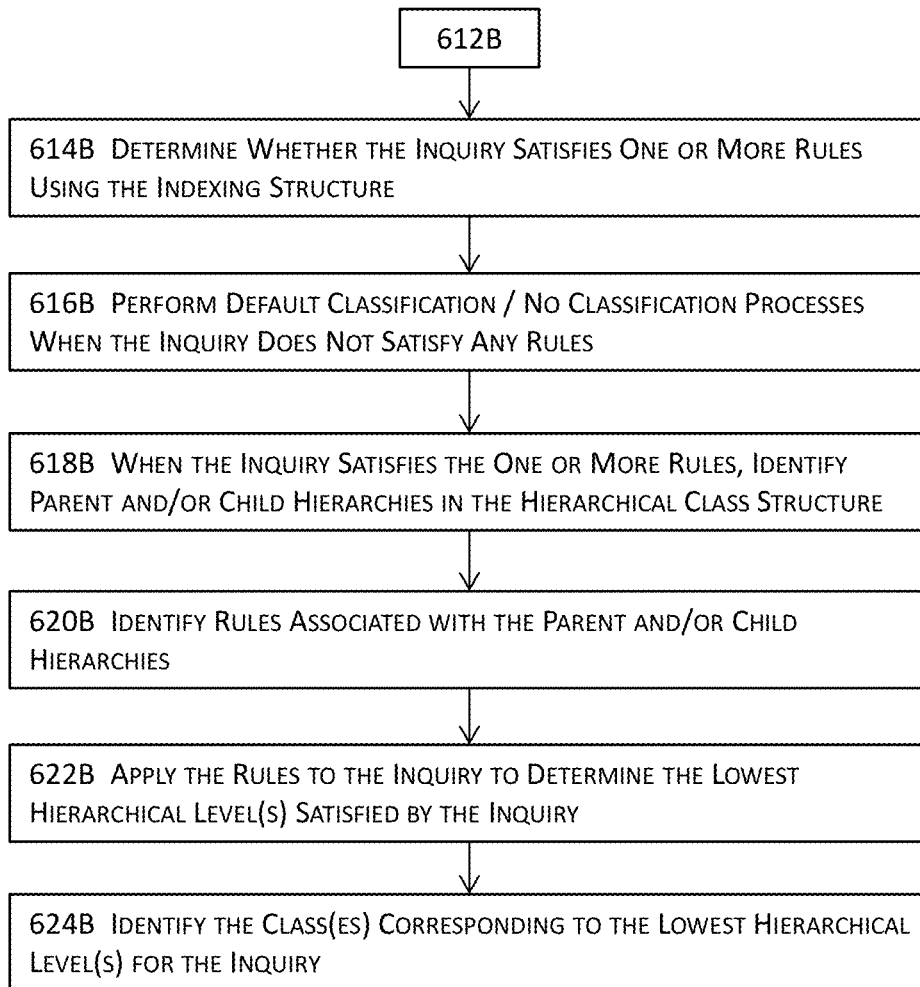 612B
614B DETERMINE WHETHER THE INQUIRY SATISFIES ONE OR MORE RULES
USING THE INDEXING STRUCTURE
616B PERFORM DEFAULT CLASSIFICATION / NO CLASSIFICATION PROCESSES
WHEN THE INQUIRY DOES NOT SATISFY ANY RULES
618B WHEN THE INQUIRY SATISFIES THE ONE OR MORE RULES, IDENTIFY
PARENT AND/OR CHILD HIERARCHIES IN THE HIERARCHICAL CLASS STRUCTURE
620B IDENTIFY RULES ASSOCIATED WITH THE PARENT AND/OR CHILD
HIERARCHIES
622B APPLY THE RULES TO THE INQUIRY TO DETERMINE THE LOWEST
HIERARCHICAL LEVEL(S) SATISFIED BY THE INQUIRY
624B IDENTIFY THE CLASS(ES) CORRESPONDING TO THE LOWEST HIERARCHICAL
LEVEL(S) FOR THE INQUIRY